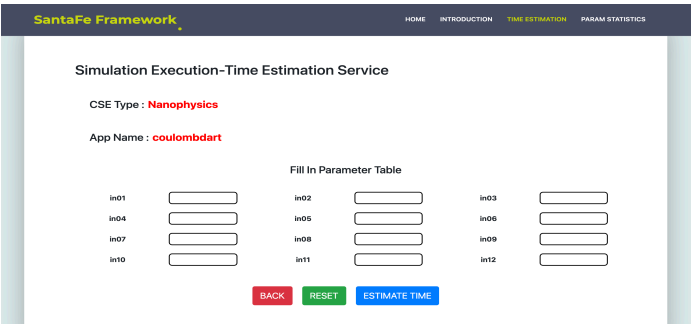 SantaFe Framework.
HOME INTRODUCTION TIME ESTIMATION PARAM STATISTICS
Simulation Execution-Time Estimation Service
CSE Type : Nanophysics
App Name : coulombdart
Fill In Parameter Table
in01 in02 in03
in04 in05 in06
in07 in08 in09
in10 in11 in12
BACK RESET ESTIMATE TIME